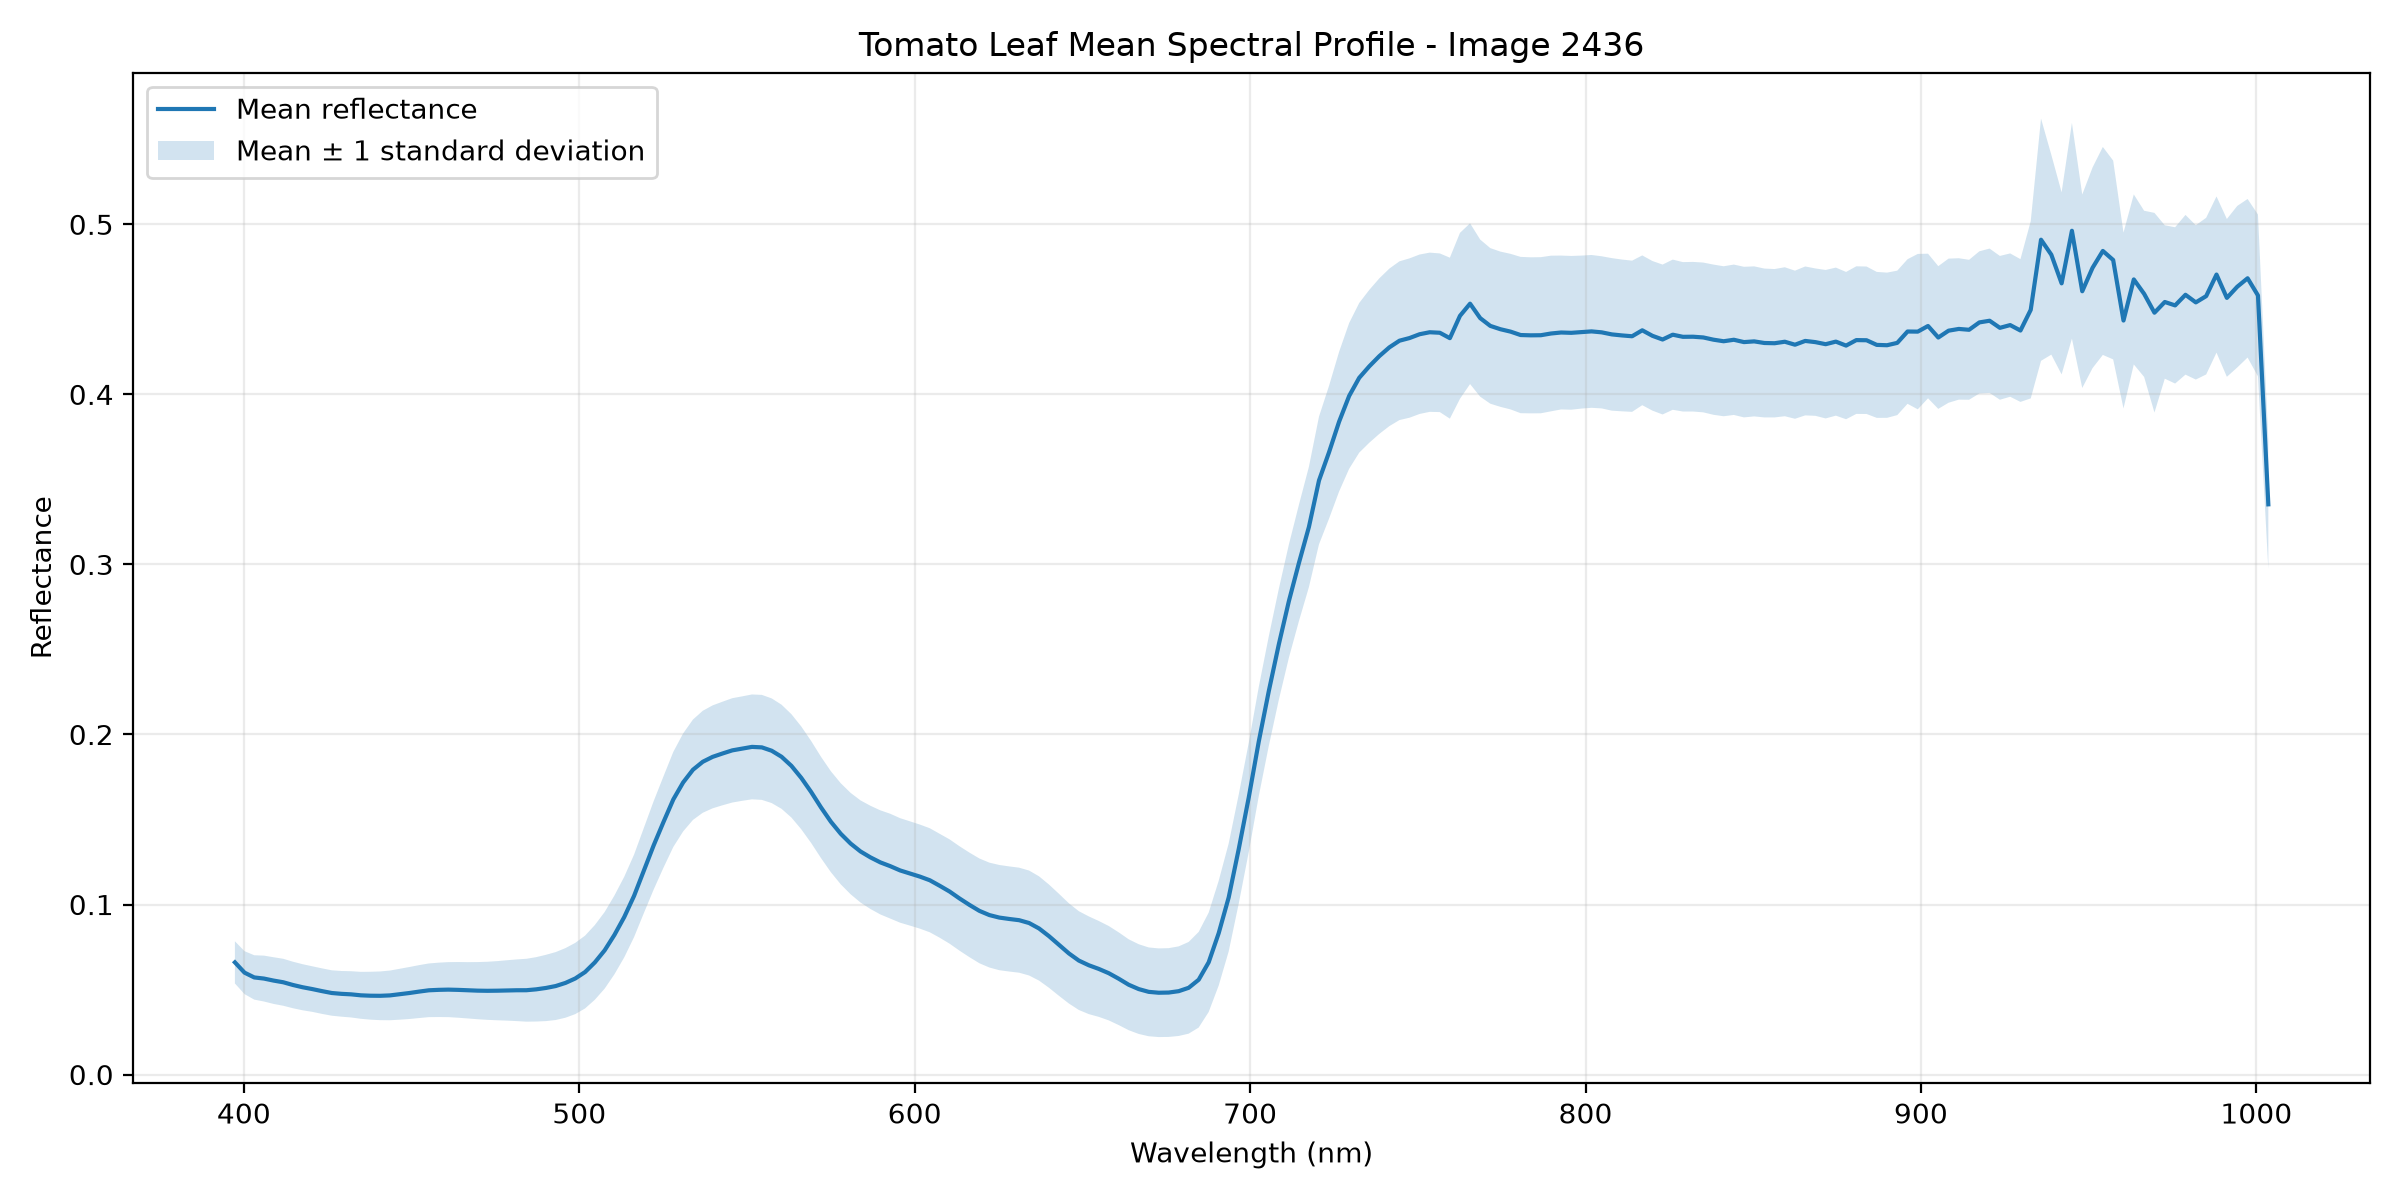 Tomato Leaf Mean Spectral Profile - Image 2436
Mean reflectance
Mean ± 1 standard deviation
Reflectance
0.5
0.4
0.3
0.2
0.1
0.0
400 500 600 700 800 900 1000
Wavelength (nm)